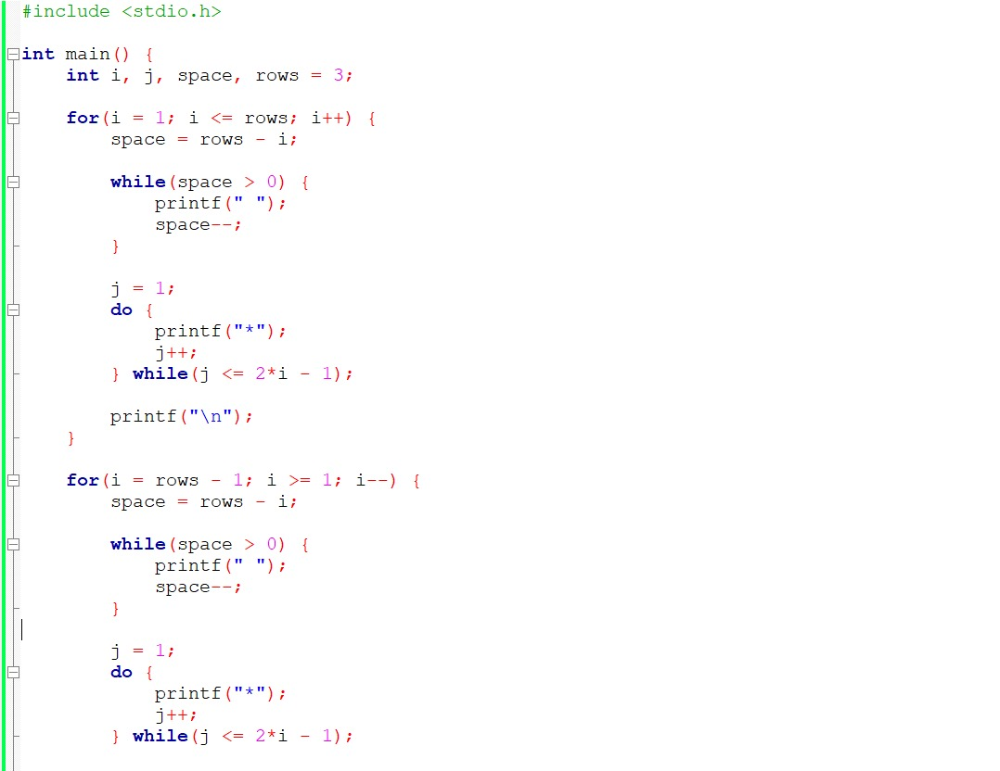 #include <stdio.h>
int main() {
    int i, j, space, rows = 3;
    for(i = 1; i <= rows; i++) {
        space = rows - i;
        while(space > 0) {
            printf(" ");
            space--;
        }
        j = 1;
        do {
            printf("*");
            j++;
        } while(j <= 2*i - 1);
        printf("\n");
    }
    for(i = rows - 1; i >= 1; i--) {
        space = rows - i;
        while(space > 0) {
            printf(" ");
            space--;
        }
        j = 1;
        do {
            printf("*");
            j++;
        } while(j <= 2*i - 1);